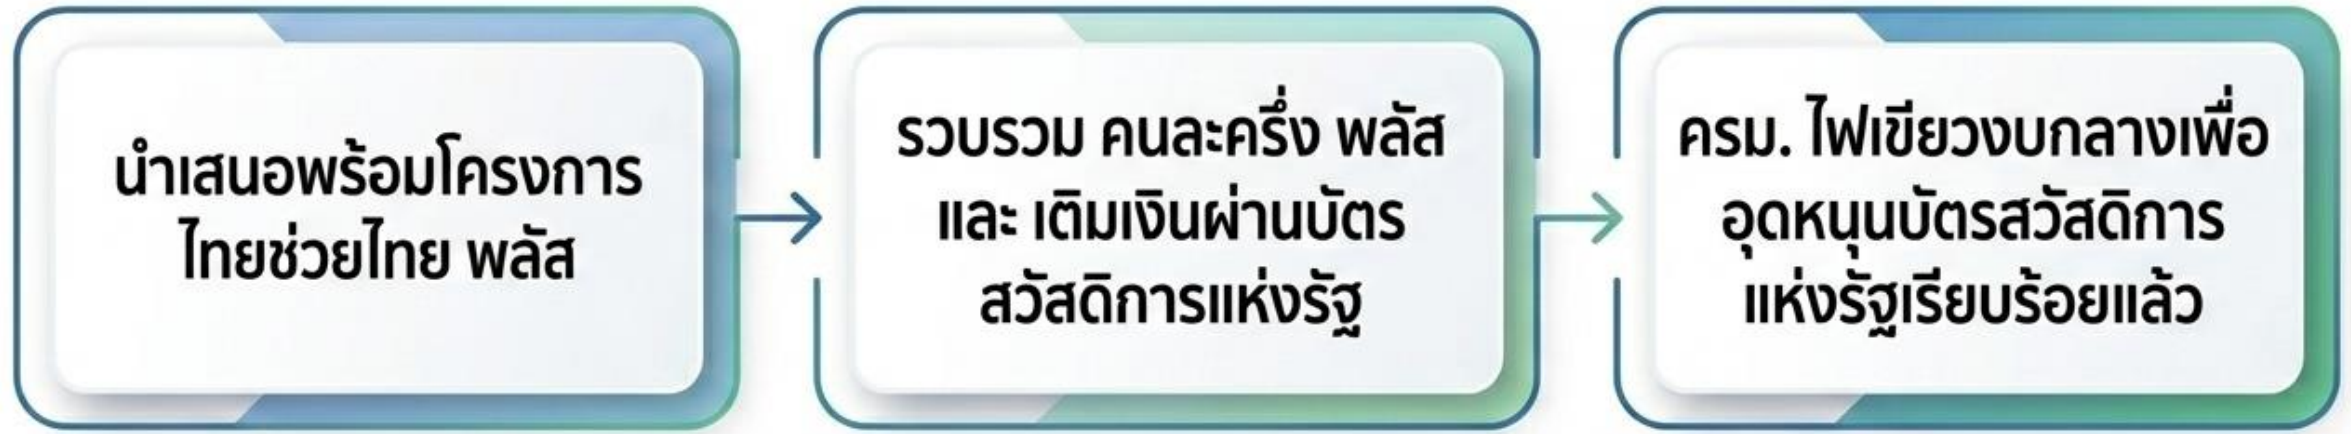 นำเสนอพร้อมโครงการ
ไทยช่วยไทย พลัส
รวบรวม คนละครึ่ง พลัส
และ เติมเงินผ่านบัตร
สวัสดิการแห่งรัฐ
ครม. ไฟเขียวงบกลางเพื่อ
อุดหนุนบัตรสวัสดิการ
แห่งรัฐเรียบร้อยแล้ว